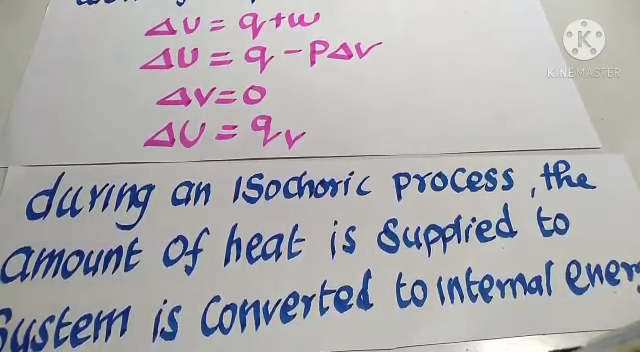 ΔU = q+w
ΔU = q - PΔV
ΔV=0
ΔU = qv
during an isochoric process, the
amount of heat is Supplied to
System is Converted to internal energ
KINEMASTER